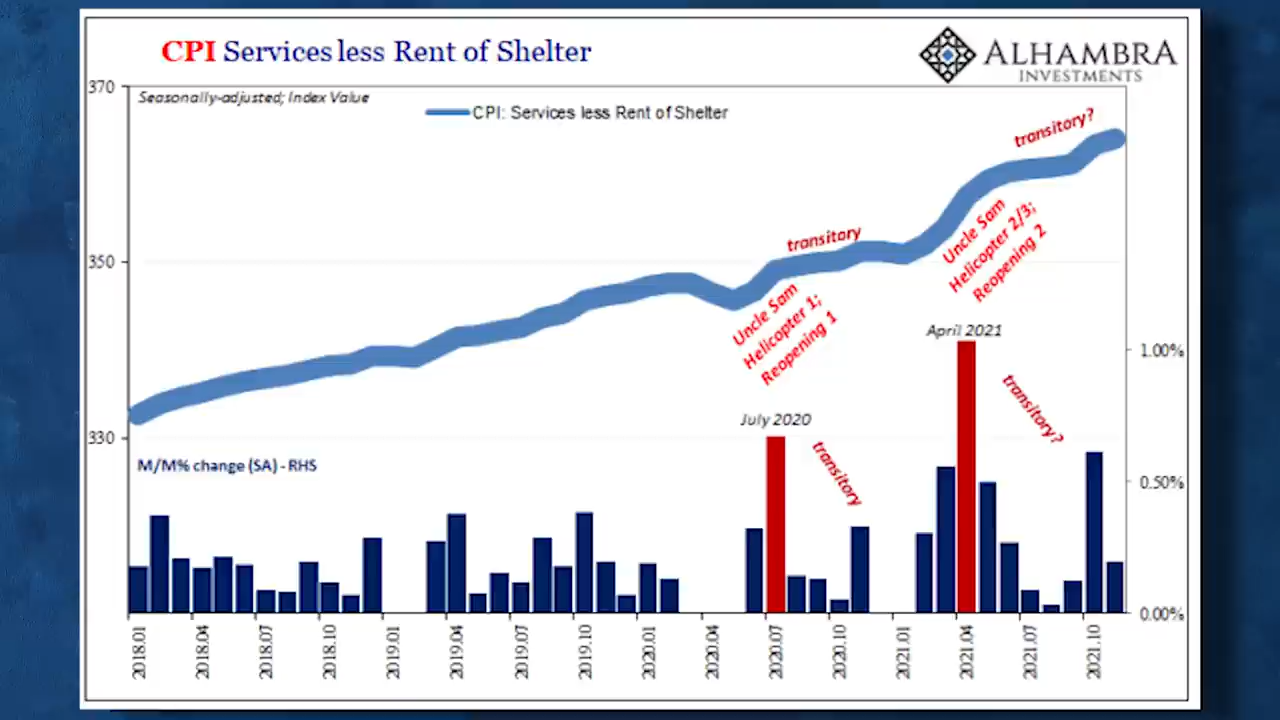 CPI Services less Rent of Shelter
ALHAMBRA
INVESTMENTS
370
Seasonally-adjusted; Index Value
CPI: Services less Rent of Shelter
transitory?
Uncle Sam
Helicopter 2/3;
Reopening 2
transitory
350
Uncle Sam
Helicopter 1;
Reopening 1
April 2021
1.00%
transitory?
July 2020
330
transitory
M/M% change (SA) - RHS
0.50%
0.00%
2018.01
2018.04
2018.07
2018.10
2019.01
2019.04
2019.07
2019.10
2020.01
2020.04
2020.07
2020.10
2021.01
2021.04
2021.07
2021.10